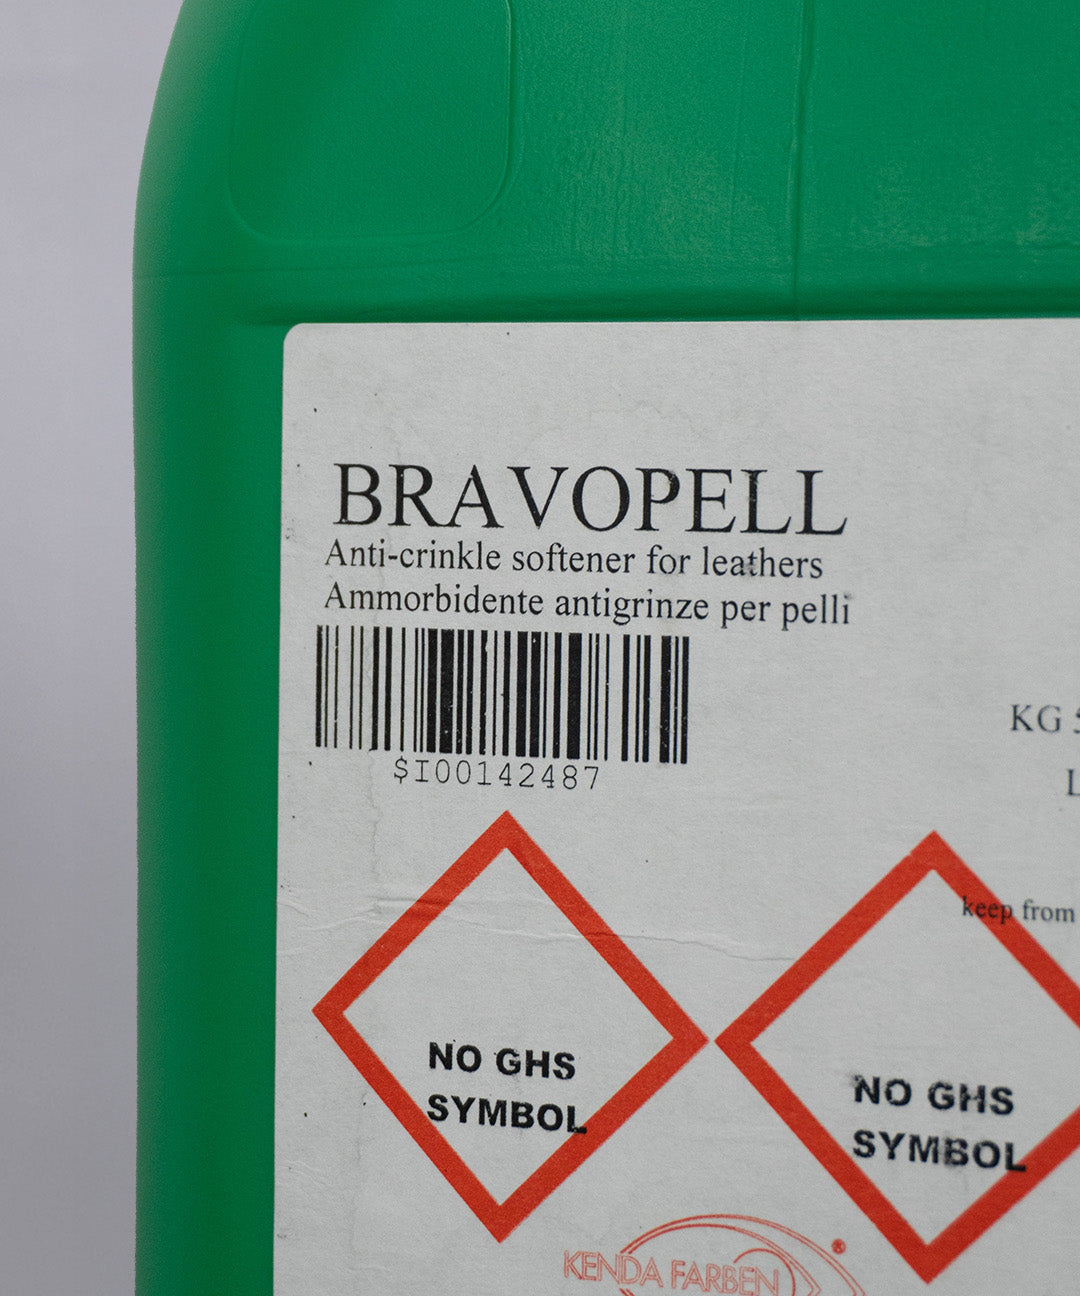 BRAVOPELL
Anti-crinkle softener for leathers
Ammorbidente antigrinze per pelli
$I00142487
KG
keep from
NO GHS
SYMBOL
NO GHS
SYMBOL
KENDA FARBEN